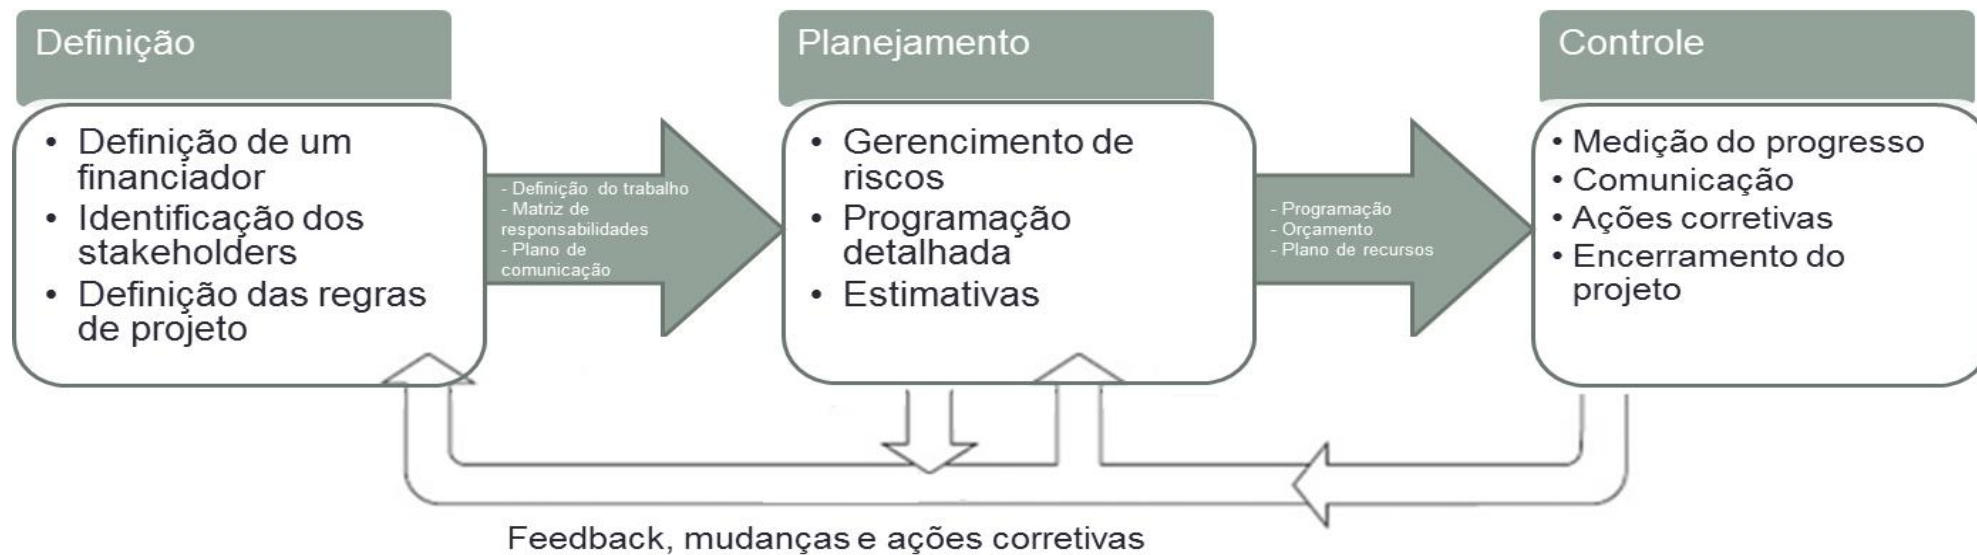 Definição
• Definição de um
financiador
• Identificação dos
stakeholders
• Definição das regras
de projeto
- Definição do trabalho
- Matriz de
responsabilidades
- Plano de
comunicação
Planejamento
• Gerencimento de
riscos
• Programação
detalhada
• Estimativas
- Programação
- Orçamento
- Plano de recursos
Controle
• Medição do progresso
• Comunicação
• Ações corretivas
• Encerramento do
projeto
Feedback, mudanças e ações corretivas